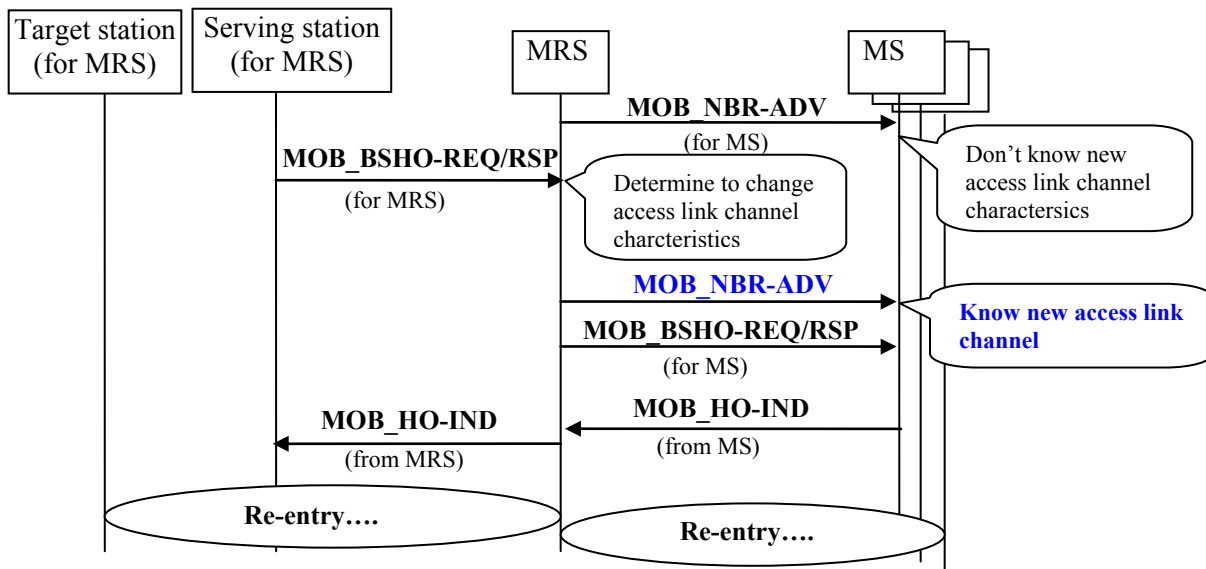 Target station
(for MRS)
Serving station
(for MRS)
MRS
MS
MOB_NBR-ADV
(for MS)
Don't know new
access link channel
charactersics
MOB_BSHO-REQ/RSP
(for MRS)
Determine to change
access link channel
charcteristics
MOB_NBR-ADV
Know new access link
channel
MOB_BSHO-REQ/RSP
(for MS)
MOB_HO-IND
(from MS)
MOB_HO-IND
(from MRS)
Re-entry….
Re-entry….